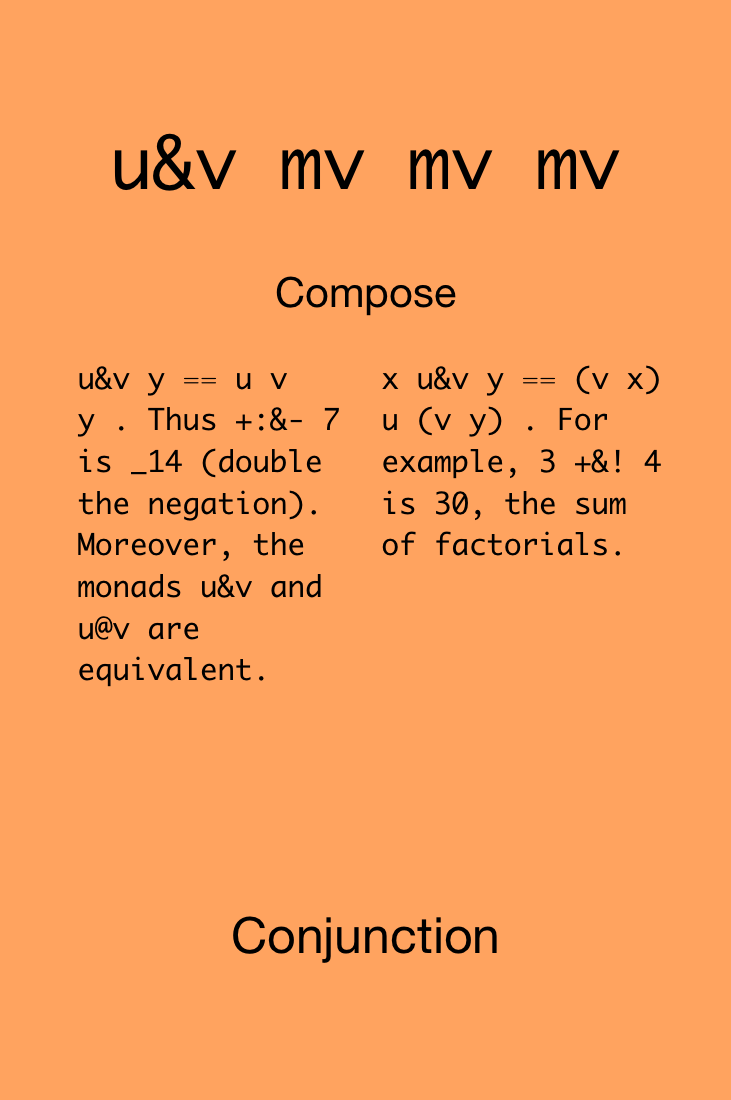 u&v mv mv mv
Compose
u&v y == u v
y . Thus +:&- 7
is _14 (double
the negation).
Moreover, the
monads u&v and
u@v are
equivalent.
x u&v y == (v x)
u (v y) . For
example, 3 +&! 4
is 30, the sum
of factorials.
Conjunction